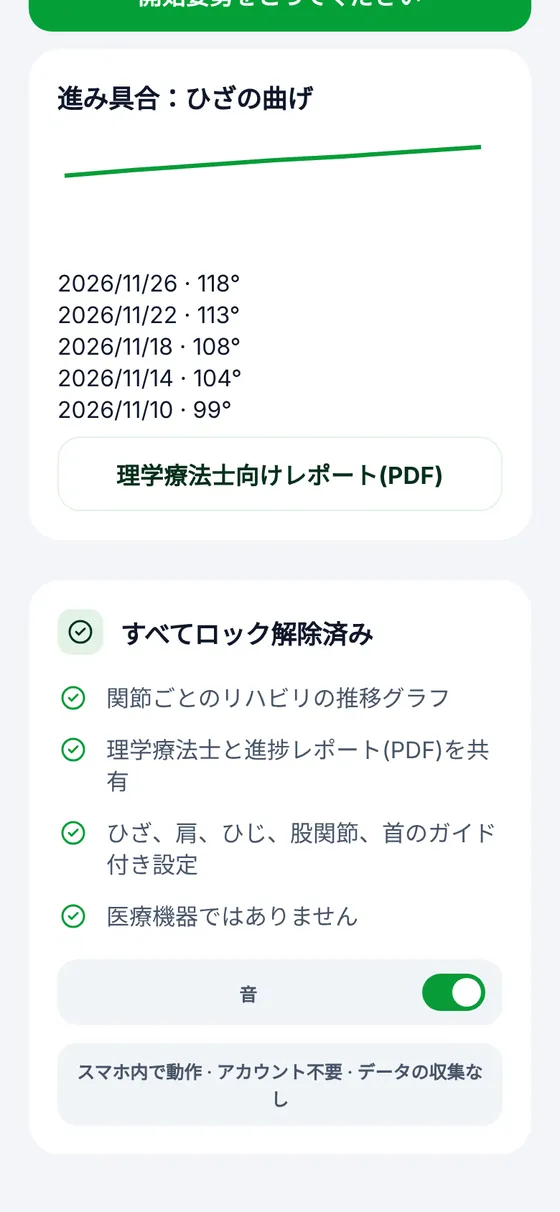 進み具合：ひざの曲げ
2026/11/26 · 118°
2026/11/22 · 113°
2026/11/18 · 108°
2026/11/14 · 104°
2026/11/10 · 99°
理学療法士向けレポート(PDF)
すべてロック解除済み
関節ごとのリハビリの推移グラフ
理学療法士と進捗レポート(PDF)を共
有
ひざ、肩、ひじ、股関節、首のガイド
付き設定
医療機器ではありません
音
スマホ内で動作 · アカウント不要 · データの収集な
し